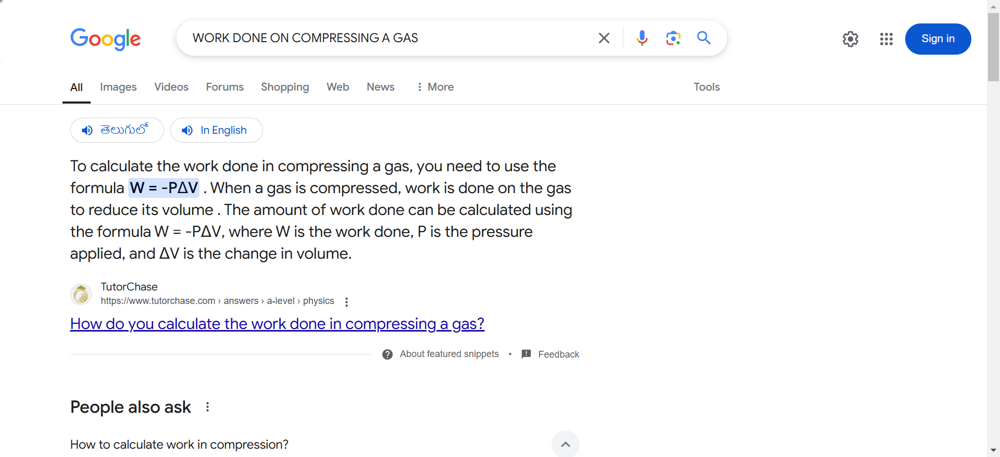 Google
WORK DONE ON COMPRESSING A GAS
Sign in
All Images Videos Forums Shopping Web News More Tools
తెలుగులో In English
To calculate the work done in compressing a gas, you need to use the
formula W = -PΔV . When a gas is compressed, work is done on the gas
to reduce its volume . The amount of work done can be calculated using
the formula W = -PΔV, where W is the work done, P is the pressure
applied, and ΔV is the change in volume.
TutorChase
https://www.tutorchase.com › answers › a-level › physics
How do you calculate the work done in compressing a gas?
About featured snippets • Feedback
People also ask
How to calculate work in compression?